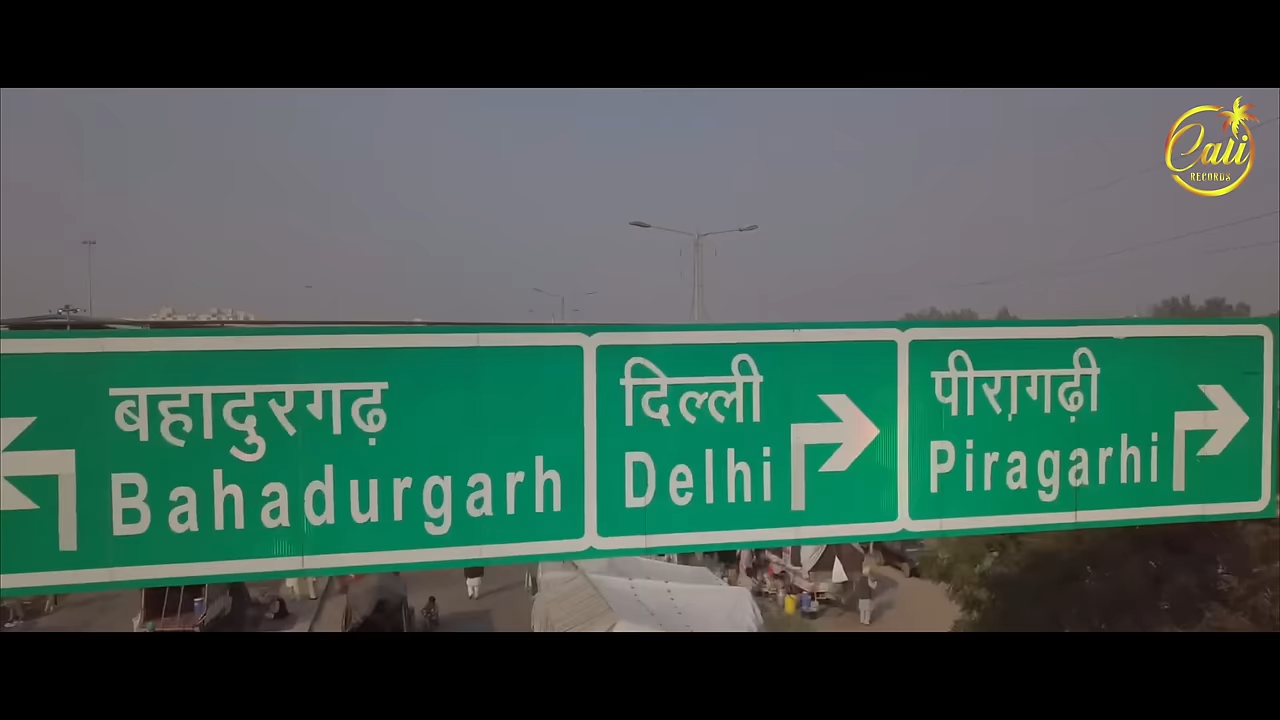 Cali
RECORDS
बहादुरगढ़
Bahadurgarh
दिल्ली
Delhi
पीरागढ़ी
Piragarhi